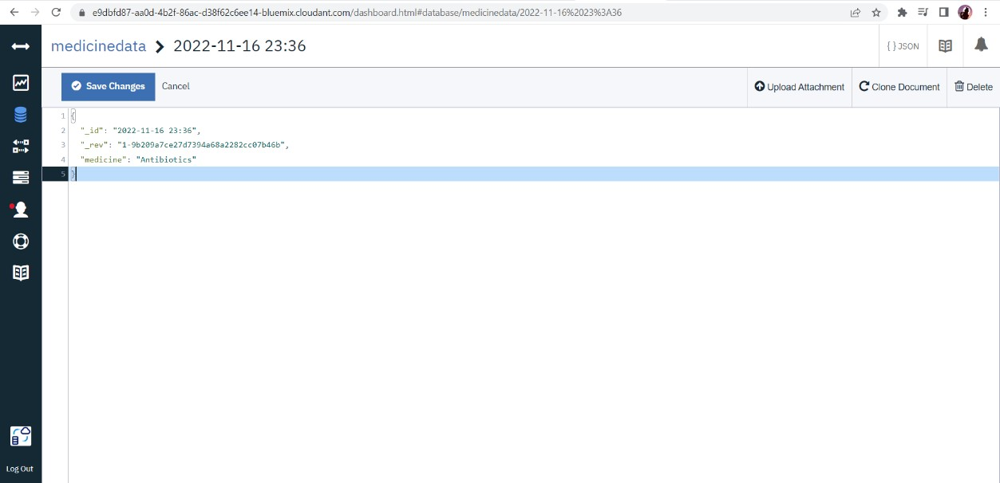 e9dbfd87-aa0d-4b2f-86ac-d38f62c6ee14-bluemix.cloudant.com/dashboard.html#database/medicinedata/2022-11-16%2023%3A36
medicinedata 2022-11-16 23:36
{ } JSON
Save Changes Cancel
Upload Attachment Clone Document Delete
1 {
2 "_id": "2022-11-16 23:36",
3 "_rev": "1-9b209a7ce27d7394a68a2282cc07b46b",
4 "medicine": "Antibiotics"
5 }
Log Out